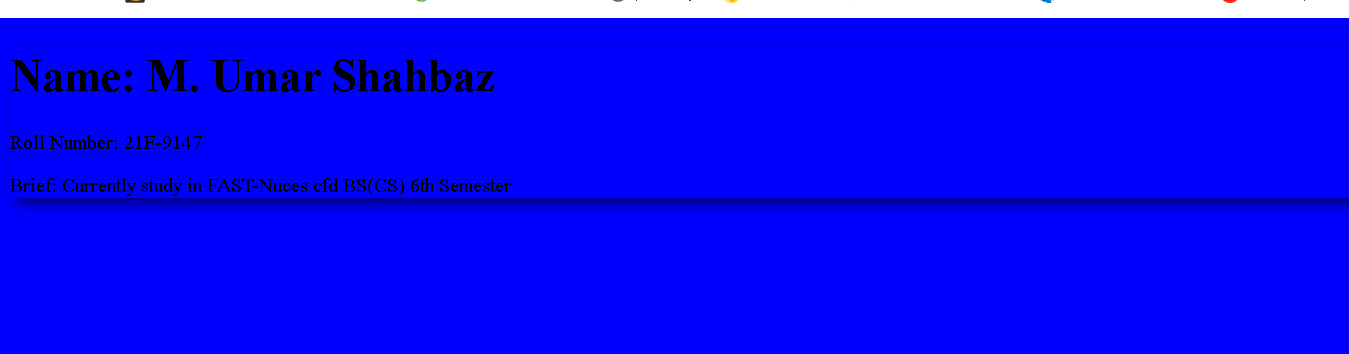 Name: M. Umar Shahbaz
Roll Number: 21F-9147
Brief: Currently study in FAST-Nuces cfd BS(CS) 6th Semester